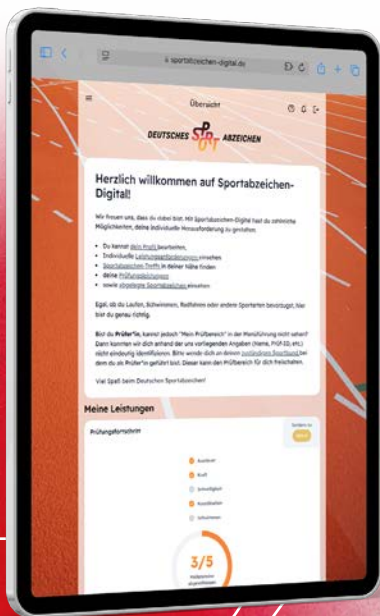 sportabzeichen-digital.de
Übersicht
DEUTSCHES SPORT ABZEICHEN
Herzlich willkommen auf Sportabzeichen-
Digital!
Wir freuen uns, dass du dabei bist. Mit Sportabzeichen-Digital hast du zahlreiche
Möglichkeiten, deine individuelle Herausforderung zu gestalten:
Du kannst dein Profil bearbeiten,
Individuelle Leistungsanforderungen einsehen
Sportabzeichen-Treffs in deiner Nähe finden
deine Prüfungsleistungen
sowie abgelegte Sportabzeichen einsehen
Egal, ob du Laufen, Schwimmen, Radfahren oder andere Sportarten bevorzugst, hier
bist du genau richtig.
Bist du Prüfer*in, kannst jedoch "Mein Prüfbereich" in der Menüführung nicht sehen?
Dann konnten wir dich anhand der uns vorliegenden Angaben (Name, Prüf-ID, etc.)
nicht eindeutig identifizieren. Bitte wende dich an deinen zuständigen Sportbund bei
dem du als Prüfer*in geführt bist. Dieser kann den Prüfbereich für dich freischalten.
Viel Spaß beim Deutschen Sportabzeichen!
Meine Leistungen
Prüfungsfortschritt
Ausdauer
Kraft
Schnelligkeit
Koordination
Schwimmen
3/5